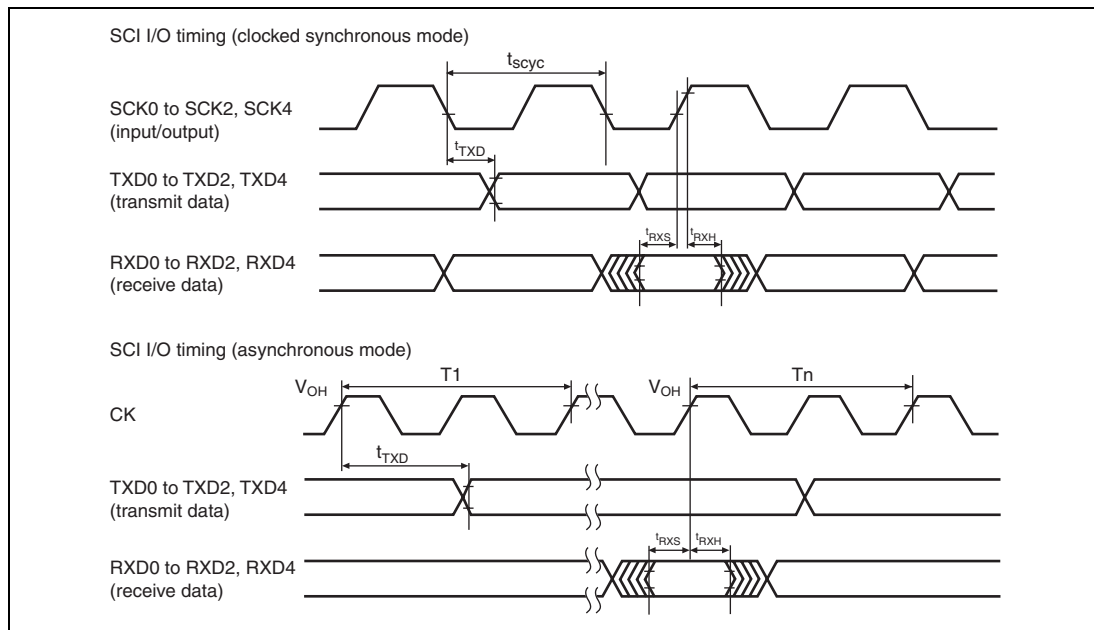 SCI I/O timing (clocked synchronous mode)
tscyc
SCK0 to SCK2, SCK4
(input/output)
tTXD
TXD0 to TXD2, TXD4
(transmit data)
tRXS
tRXH
RXD0 to RXD2, RXD4
(receive data)
SCI I/O timing (asynchronous mode)
VOH
T1
VOH
Tn
CK
tTXD
TXD0 to TXD2, TXD4
(transmit data)
tRXS
tRXH
RXD0 to RXD2, RXD4
(receive data)